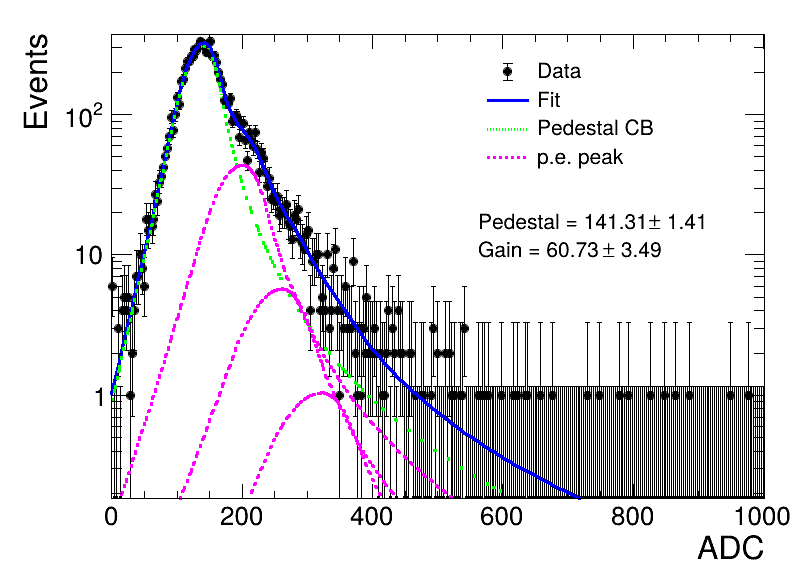 Events
10²
10
1
Data
Fit
Pedestal CB
p.e. peak
Pedestal = 141.31± 1.41
Gain = 60.73 ± 3.49
0 200 400 600 800 1000
ADC